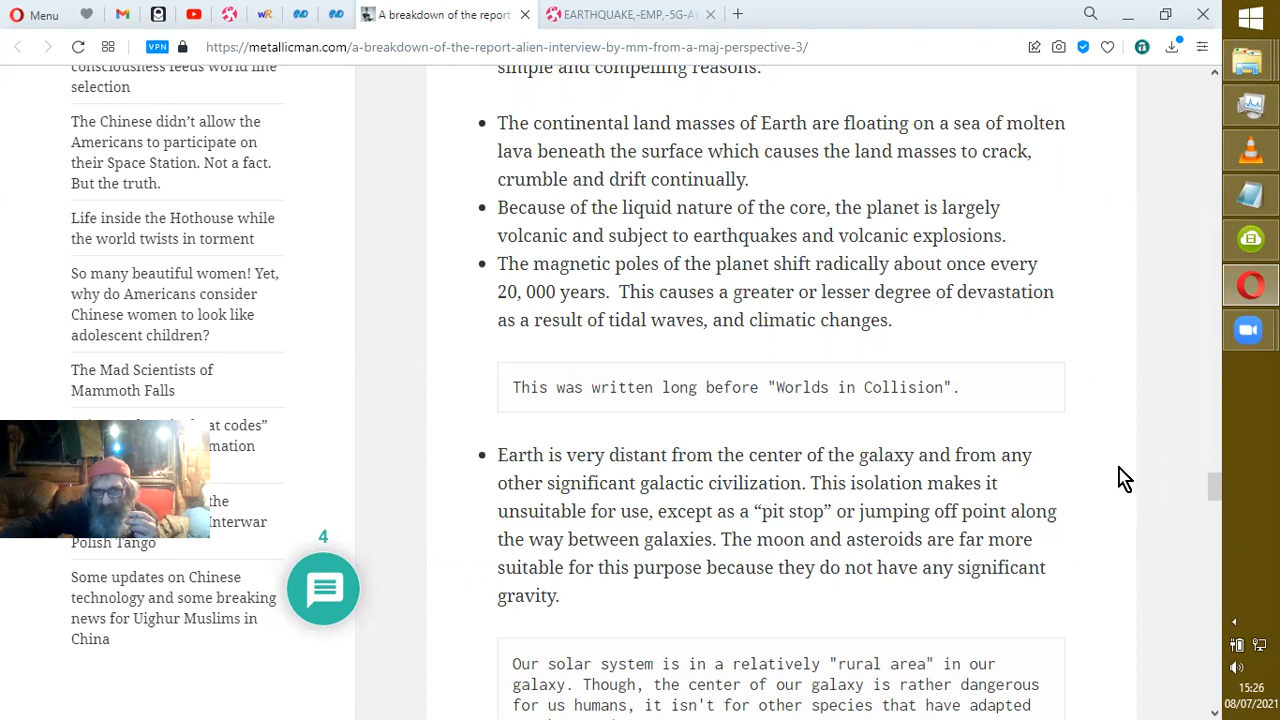 Menu
A breakdown of the report
EARTHQUAKE,-EMP,-5G-A
VPN
https://metallicman.com/a-breakdown-of-the-report-alien-interview-by-mm-from-a-maj-perspective-3/
consciousness feeds world line
selection
The Chinese didn’t allow the
Americans to participate on
their Space Station. Not a fact.
But the truth.
Life inside the Hothouse while
the world twists in torment
So many beautiful women! Yet,
why do Americans consider
Chinese women to look like
adolescent children?
The Mad Scientists of
Mammoth Falls
at codes”
mation
the
Interwar
Polish Tango
Some updates on Chinese
technology and some breaking
news for Uighur Muslims in
China
4
simple and compelling reasons.
The continental land masses of Earth are floating on a sea of molten
lava beneath the surface which causes the land masses to crack,
crumble and drift continually.
Because of the liquid nature of the core, the planet is largely
volcanic and subject to earthquakes and volcanic explosions.
The magnetic poles of the planet shift radically about once every
20, 000 years. This causes a greater or lesser degree of devastation
as a result of tidal waves, and climatic changes.
This was written long before "Worlds in Collision".
Earth is very distant from the center of the galaxy and from any
other significant galactic civilization. This isolation makes it
unsuitable for use, except as a “pit stop” or jumping off point along
the way between galaxies. The moon and asteroids are far more
suitable for this purpose because they do not have any significant
gravity.
Our solar system is in a relatively "rural area" in our
galaxy. Though, the center of our galaxy is rather dangerous
for us humans, it isn't for other species that have adapted
15:26
08/07/2021